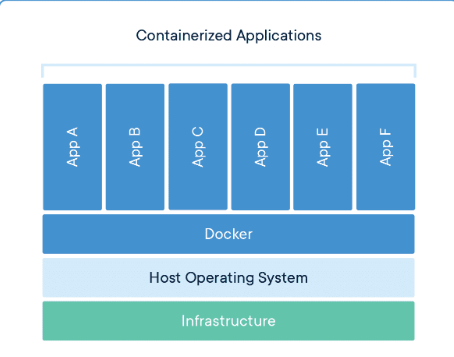 Containerized Applications
App A
App B
App C
App D
App E
App F
Docker
Host Operating System
Infrastructure